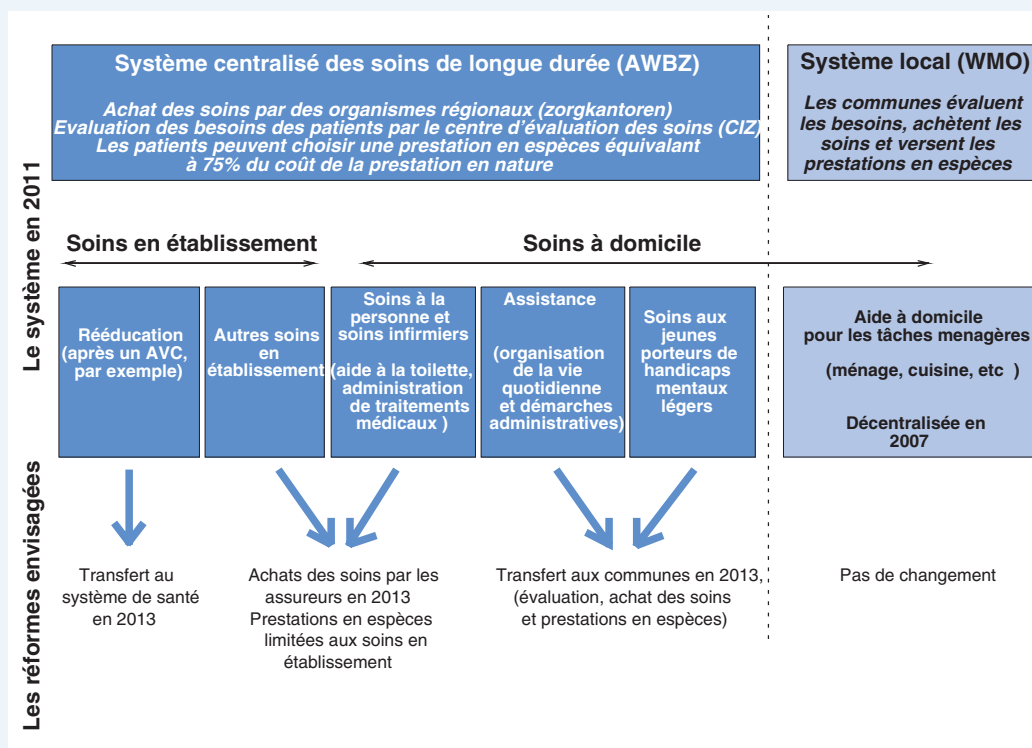 Système centralisé des soins de longue durée (AWBZ)
Achat des soins par des organismes régionaux (zorgkantoren)
Evaluation des besoins des patients par le centre d'évaluation des soins (CIZ)
Les patients peuvent choisir une prestation en espèces équivalant
à 75% du coût de la prestation en nature
Système local (WMO)
Les communes évaluent
les besoins, achètent les
soins et versent les
prestations en espèces
Le système en 2011
Soins en établissement
Soins à domicile
Rééducation
(après un AVC,
par exemple)
Autres soins
en
établissement
Soins à la
personne et
soins infirmiers
(aide à la toilette,
administration
de traitements
médicaux )
Assistance
(organisation
de la vie
quotidienne
et démarches
administratives)
Soins aux
jeunes
porteurs de
handicaps
mentaux
légers
Aide à domicile
pour les tâches menagères
(ménage, cuisine, etc )
Décentralisée en
2007
Les réformes envisagées
Transfert au
système de santé
en 2013
Achats des soins par les
assureurs en 2013
Prestations en espèces
limitées aux soins en
établissement
Transfert aux communes en 2013,
(évaluation, achat des soins
et prestations en espèces)
Pas de changement